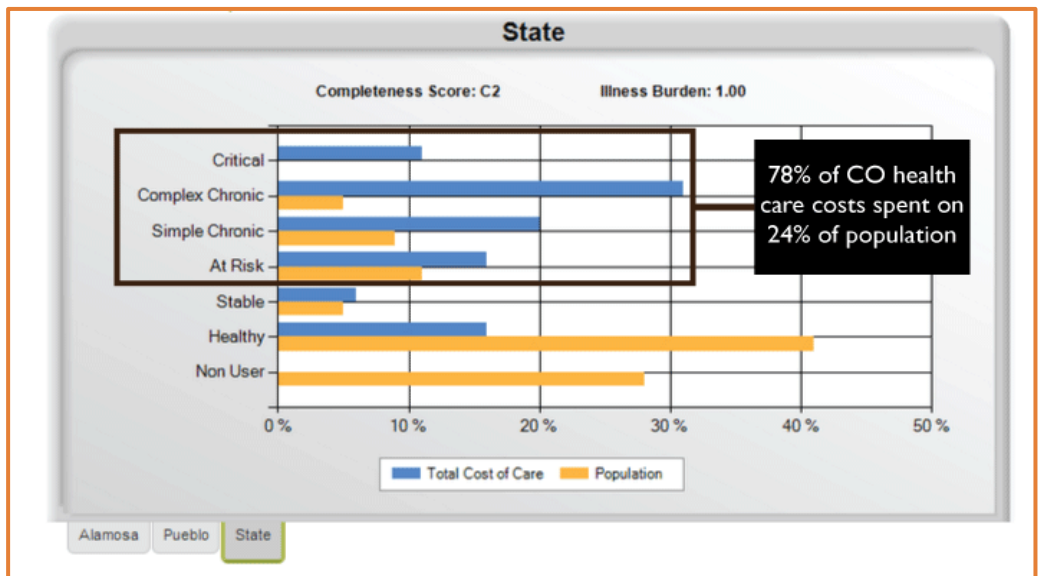 State
Completeness Score: C2 Illness Burden: 1.00
Critical
Complex Chronic
Simple Chronic
At Risk
Stable
Healthy
Non User
78% of CO health
care costs spent on
24% of population
0 % 10 % 20 % 30 % 40 % 50 %
Total Cost of Care Population
Alamosa Pueblo State